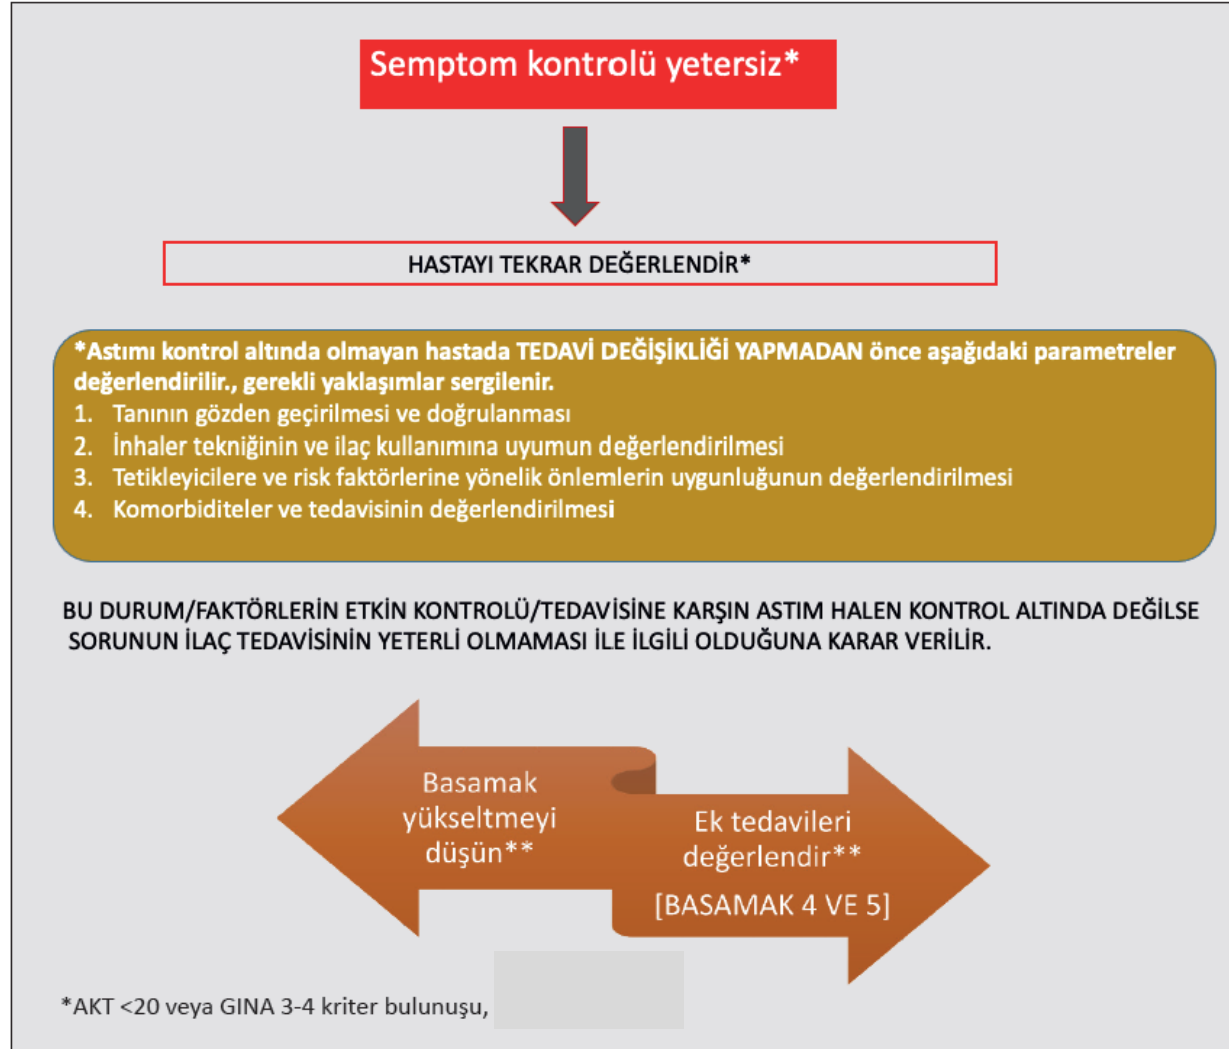 Semptom kontrolü yetersiz*
HASTAYI TEKRAR DEĞERLENDİR*
*Astımı kontrol altında olmayan hastada TEDAVİ DEĞİŞİKLİĞİ YAPMADAN önce aşağıdaki parametreler
değerlendirilir., gerekli yaklaşımlar sergilenir.
1. Tanının gözden geçirilmesi ve doğrulanması
2. İnhaler tekniğinin ve ilaç kullanımına uyumun değerlendirilmesi
3. Tetikleyicilere ve risk faktörlerine yönelik önlemlerin uygunluğunun değerlendirilmesi
4. Komorbiditeler ve tedavisinin değerlendirilmesi
BU DURUM/FAKTÖRLERİN ETKİN KONTROLÜ/TEDAVİSİNE KARŞIN ASTIM HALEN KONTROL ALTINDA DEĞİLSE
SORUNUN İLAÇ TEDAVİSİNİN YETERLİ OLMAMASI İLE İLGİLİ OLDUĞUNA KARAR VERİLİR.
Basamak
yükseltmeyi
düşün**
Ek tedavileri
değerlendir**
[BASAMAK 4 VE 5]
*AKT <20 veya GINA 3-4 kriter bulunuşu,